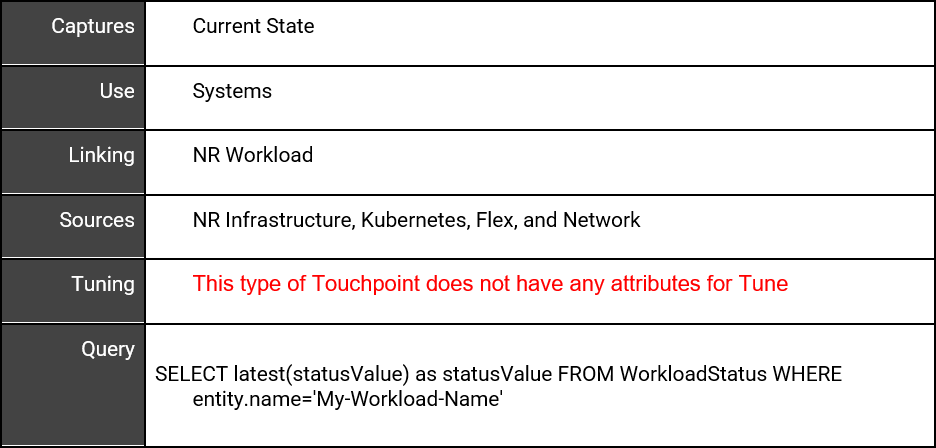 Captures Current State
Use Systems
Linking NR Workload
Sources NR Infrastructure, Kubernetes, Flex, and Network
Tuning This type of Touchpoint does not have any attributes for Tune
Query
SELECT latest(statusValue) as statusValue FROM WorkloadStatus WHERE
entity.name='My-Workload-Name'